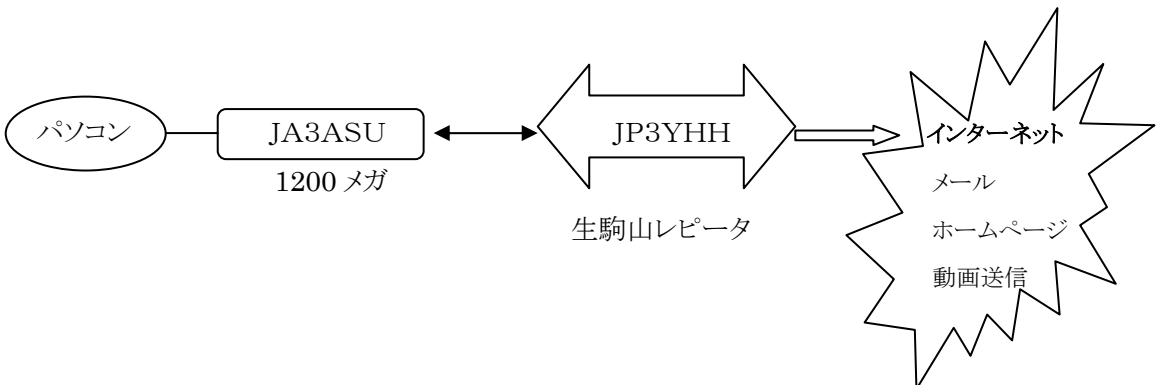 パソコン
JA3ASU
1200 メガ
JP3YHH
生駒山レピータ
インターネット
メール
ホームページ
動画送信